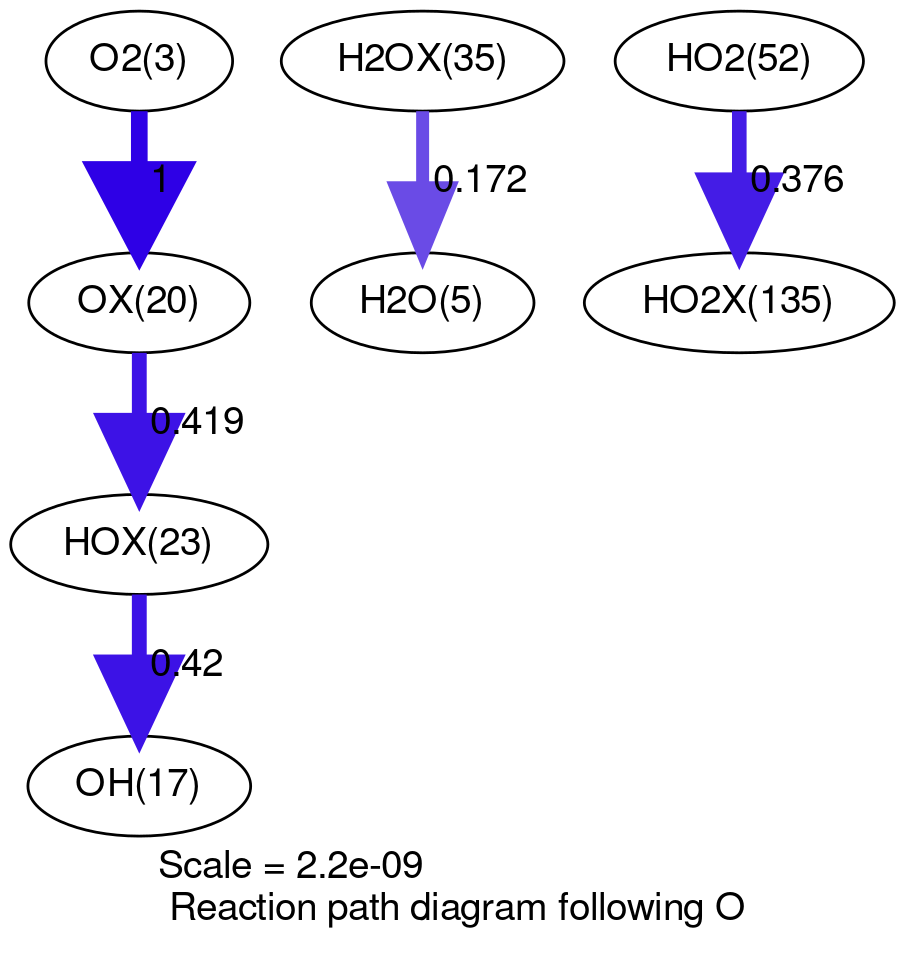 O2(3)
H2OX(35)
HO2(52)
1
0.172
0.376
OX(20)
H2O(5)
HO2X(135)
0.419
HOX(23)
0.42
OH(17)
Scale = 2.2e-09
Reaction path diagram following O